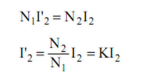 N₁I'₂ = N₂I₂
I'₂ = N₂/N₁ I₂ = KI₂